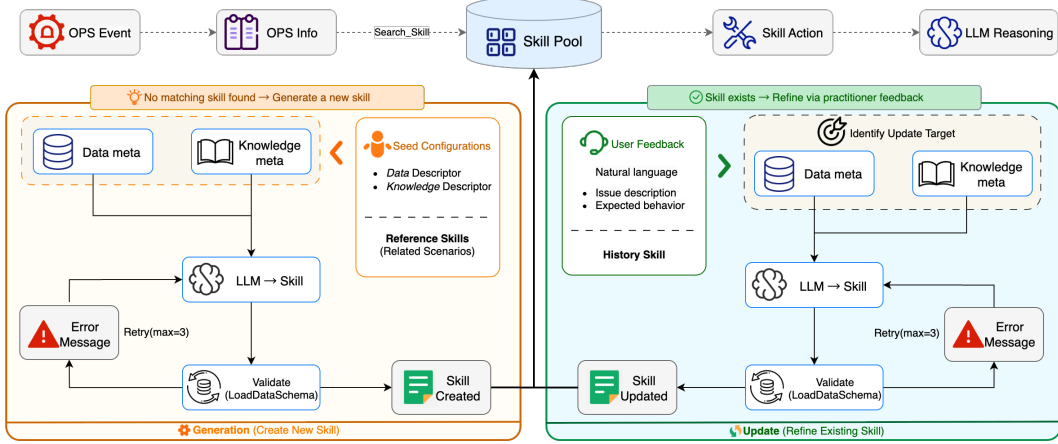 OPS Event
OPS Info
Search_Skill
Skill Pool
Skill Action
LLM Reasoning
No matching skill found → Generate a new skill
Data meta
Knowledge
meta
Seed Configurations
• Data Descriptor
• Knowledge Descriptor
Reference Skills
(Related Scenarios)
LLM → Skill
Error
Message
Retry(max=3)
Validate
(LoadDataSchema)
Skill
Created
Generation (Create New Skill)
Skill exists → Refine via practitioner feedback
User Feedback
Natural language
• Issue description
• Expected behavior
History Skill
Identify Update Target
Data meta
Knowledge
meta
LLM → Skill
Retry(max=3)
Error
Message
Skill
Updated
Validate
(LoadDataSchema)
Update (Refine Existing Skill)